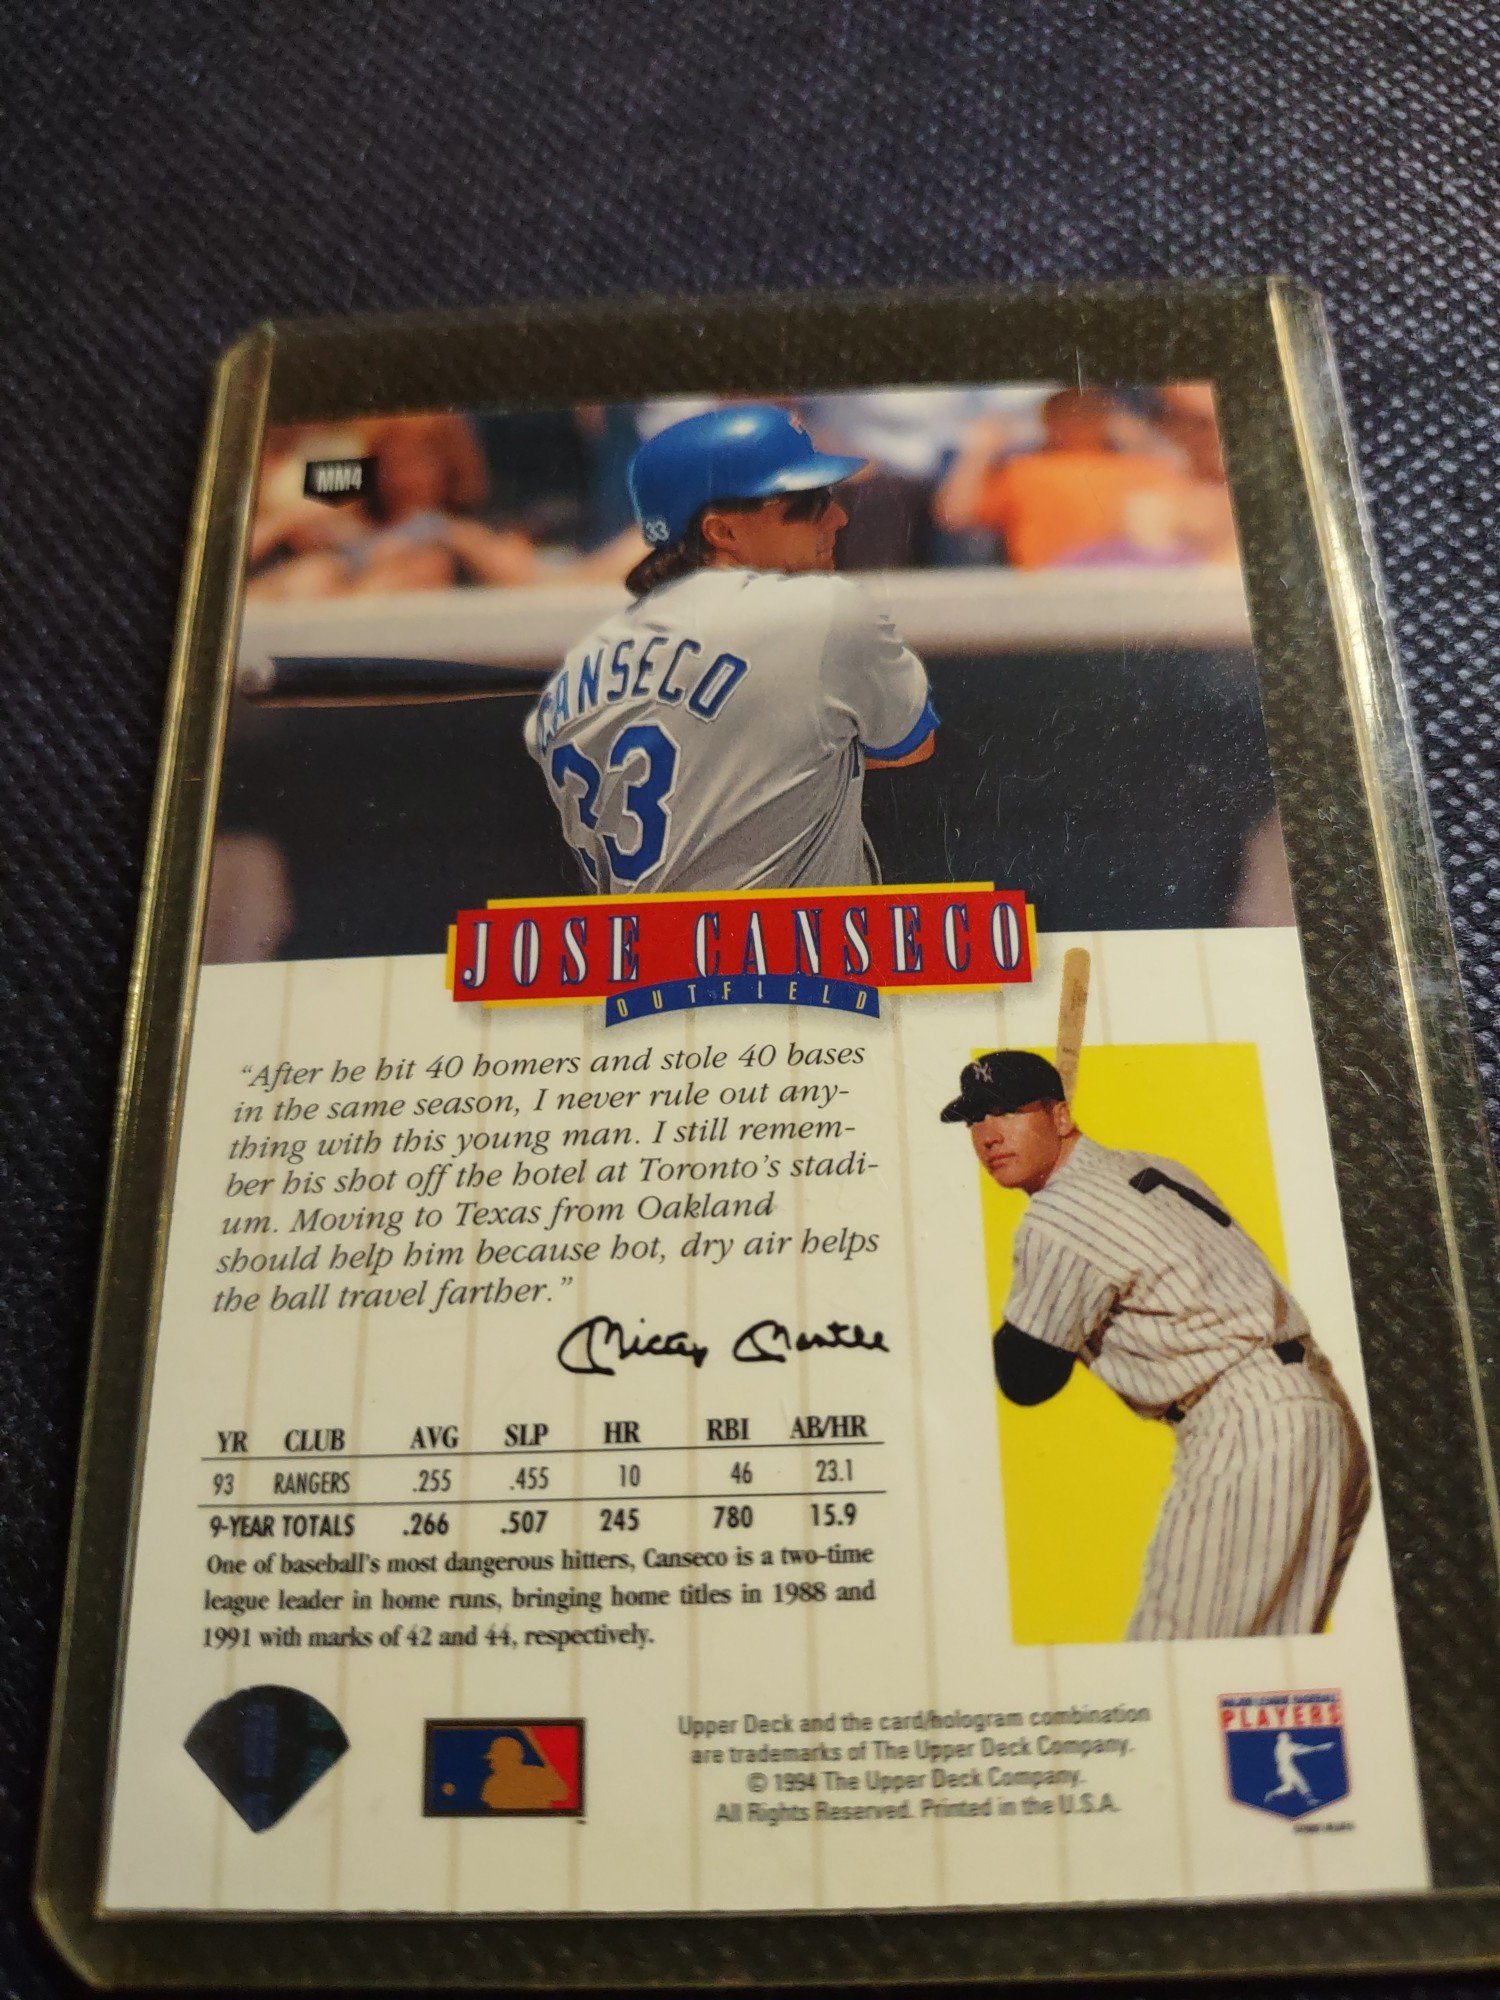 MM4
33
CANSECO
33
JOSE CANSECO
OUTFIELD
"After he hit 40 homers and stole 40 bases
in the same season, I never rule out any-
thing with this young man. I still remem-
ber his shot off the hotel at Toronto's stadi-
um. Moving to Texas from Oakland
should help him because hot, dry air helps
the ball travel farther."
Mickey Mantle
NY
7
YR CLUB AVG SLP HR RBI AB/HR
93 RANGERS .255 .455 10 46 23.1
9-YEAR TOTALS .266 .507 245 780 15.9
One of baseball's most dangerous hitters, Canseco is a two-time
league leader in home runs, bringing home titles in 1988 and
1991 with marks of 42 and 44, respectively.
Upper Deck and the card/hologram combination
are trademarks of The Upper Deck Company.
© 1994 The Upper Deck Company.
All Rights Reserved. Printed in the U.S.A.
MAJOR LEAGUE BASEBALL
PLAYERS